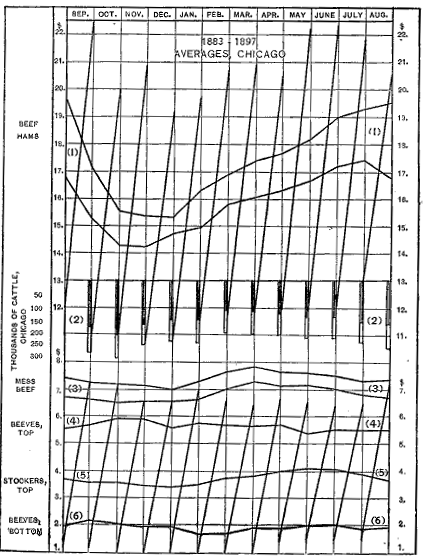 SEP. OCT. NOV. DEC. JAN. FEB. MAR. APR. MAY JUNE JULY AUG.
$ $
22. 22.
1883 - 1897
AVERAGES, CHICAGO
21. 21.
20. 20.
19. 19.
BEEF
HAMS
(1) (1)
18. 18.
17. 17.
16. 16.
15. 15.
14. 14.
13. 13.
THOUSANDS OF CATTLE,
CHICAGO
50
100 12. 12.
150
(2) (2)
200
250 11.
300
$
8.
MESS
BEEF
$
(3) (3)
7. 7.
BEEVES,
TOP
(4) (4)
6. 6.
5. 5.
STOCKERS,
TOP
(5) (5)
4. 4.
3. 3.
BEEVES,
BOTTOM
(6) (6)
2. 2.
1. 1.